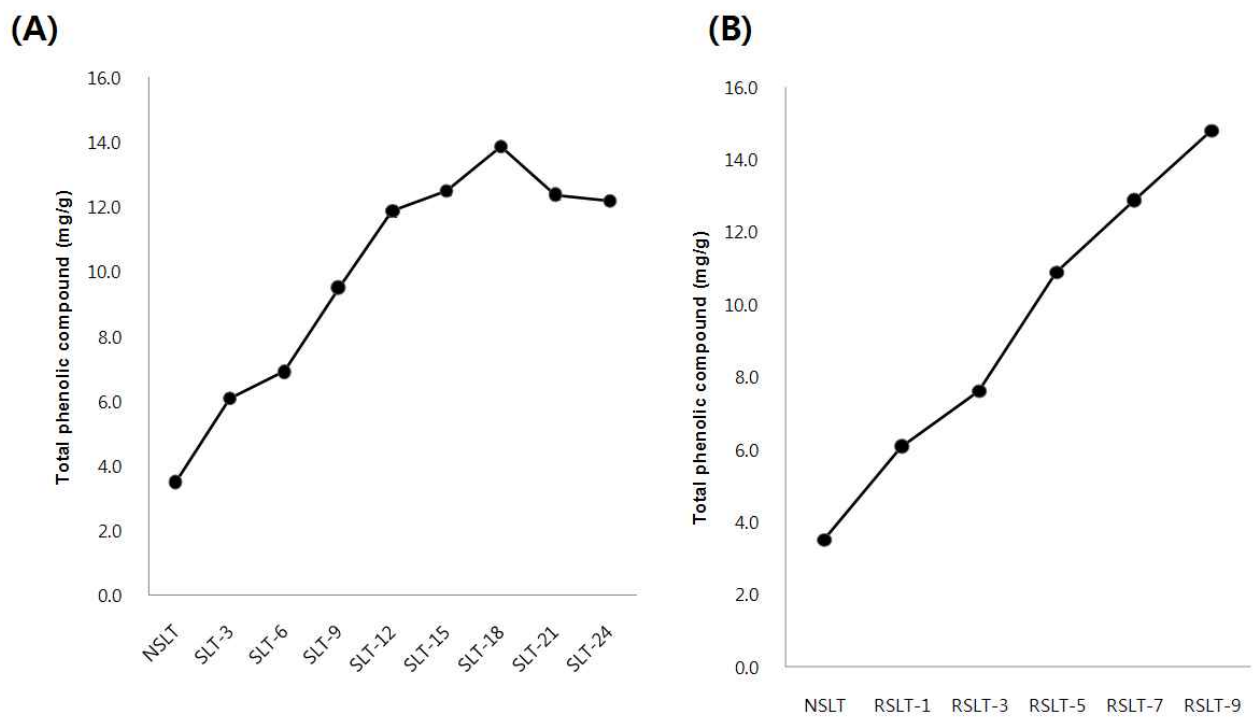 (A)
Total phenolic compound (mg/g)
16.0
14.0
12.0
10.0
8.0
6.0
4.0
2.0
0.0
NSLT
SLT-3
SLT-6
SLT-9
SLT-12
SLT-15
SLT-18
SLT-21
SLT-24
(B)
Total phenolic compound (mg/g)
16.0
14.0
12.0
10.0
8.0
6.0
4.0
2.0
0.0
NSLT RSLT-1 RSLT-3 RSLT-5 RSLT-7 RSLT-9